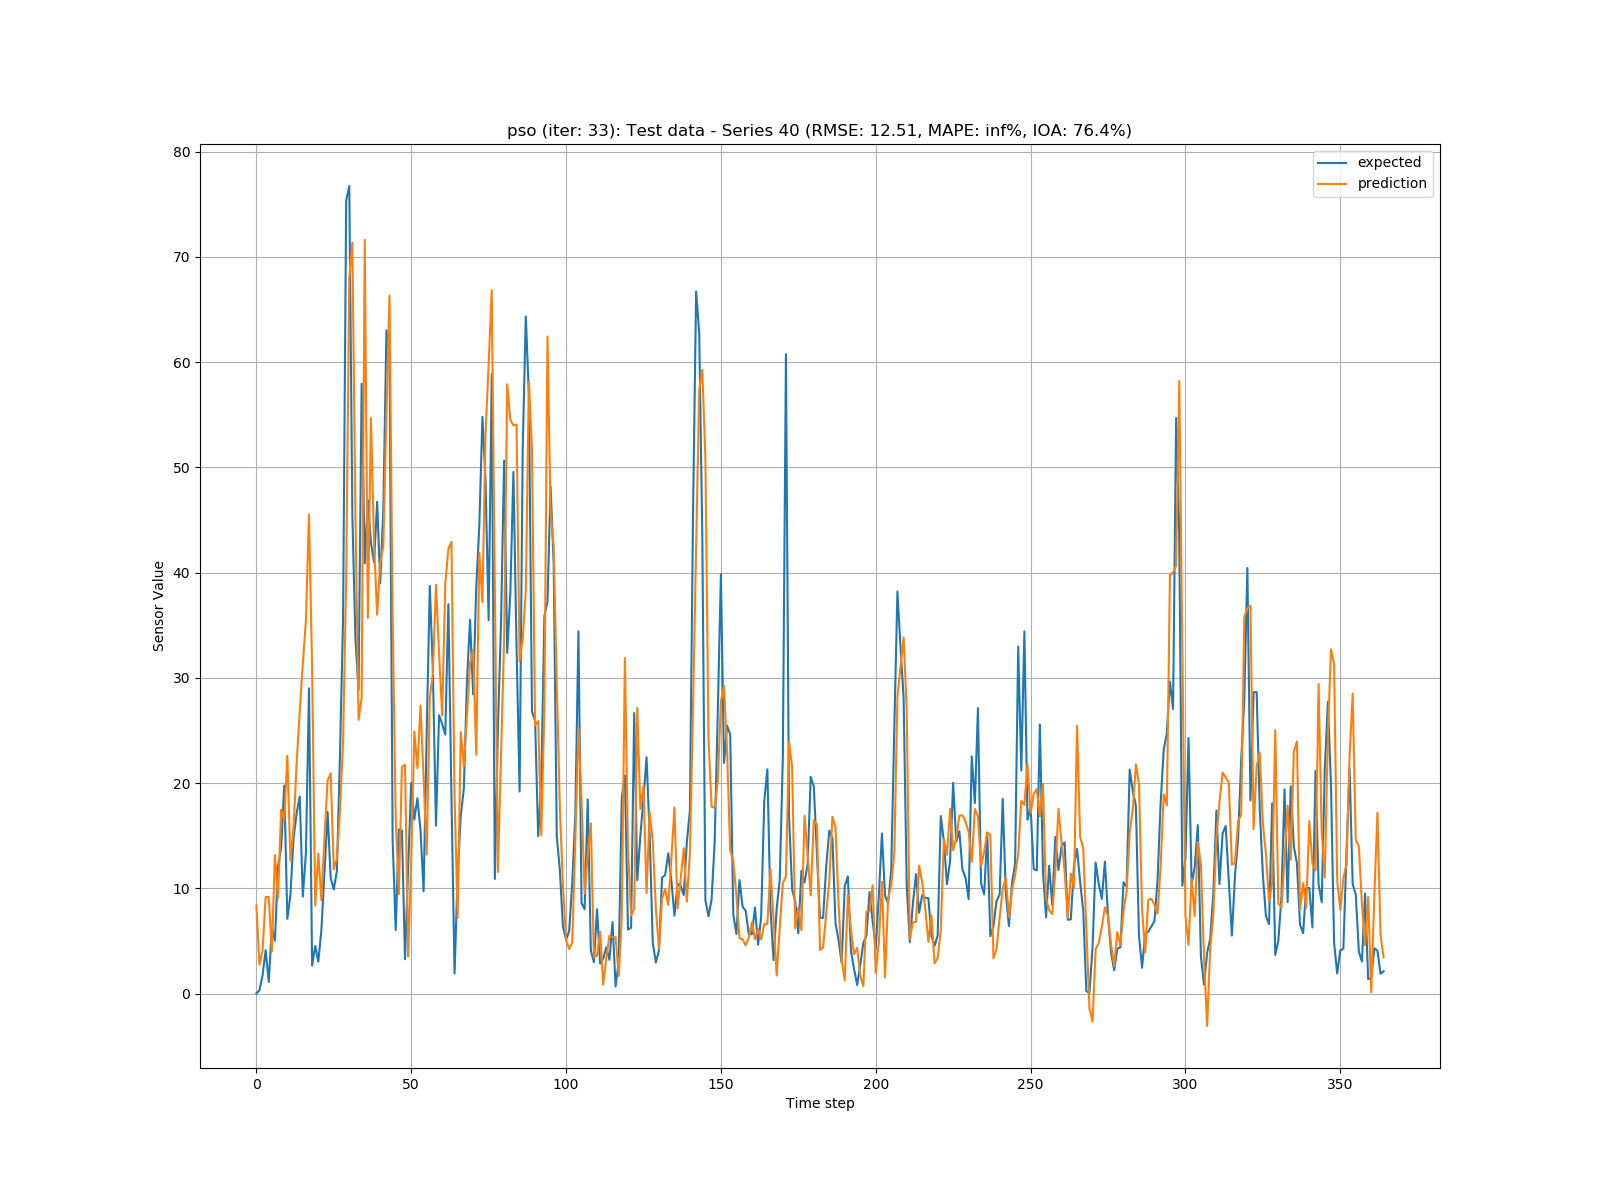 pso (iter: 33): Test data - Series 40 (RMSE: 12.51, MAPE: inf%, IOA: 76.4%)
expected
prediction
80
70
60
50
40
30
20
10
0
Sensor Value
0 50 100 150 200 250 300 350
Time step